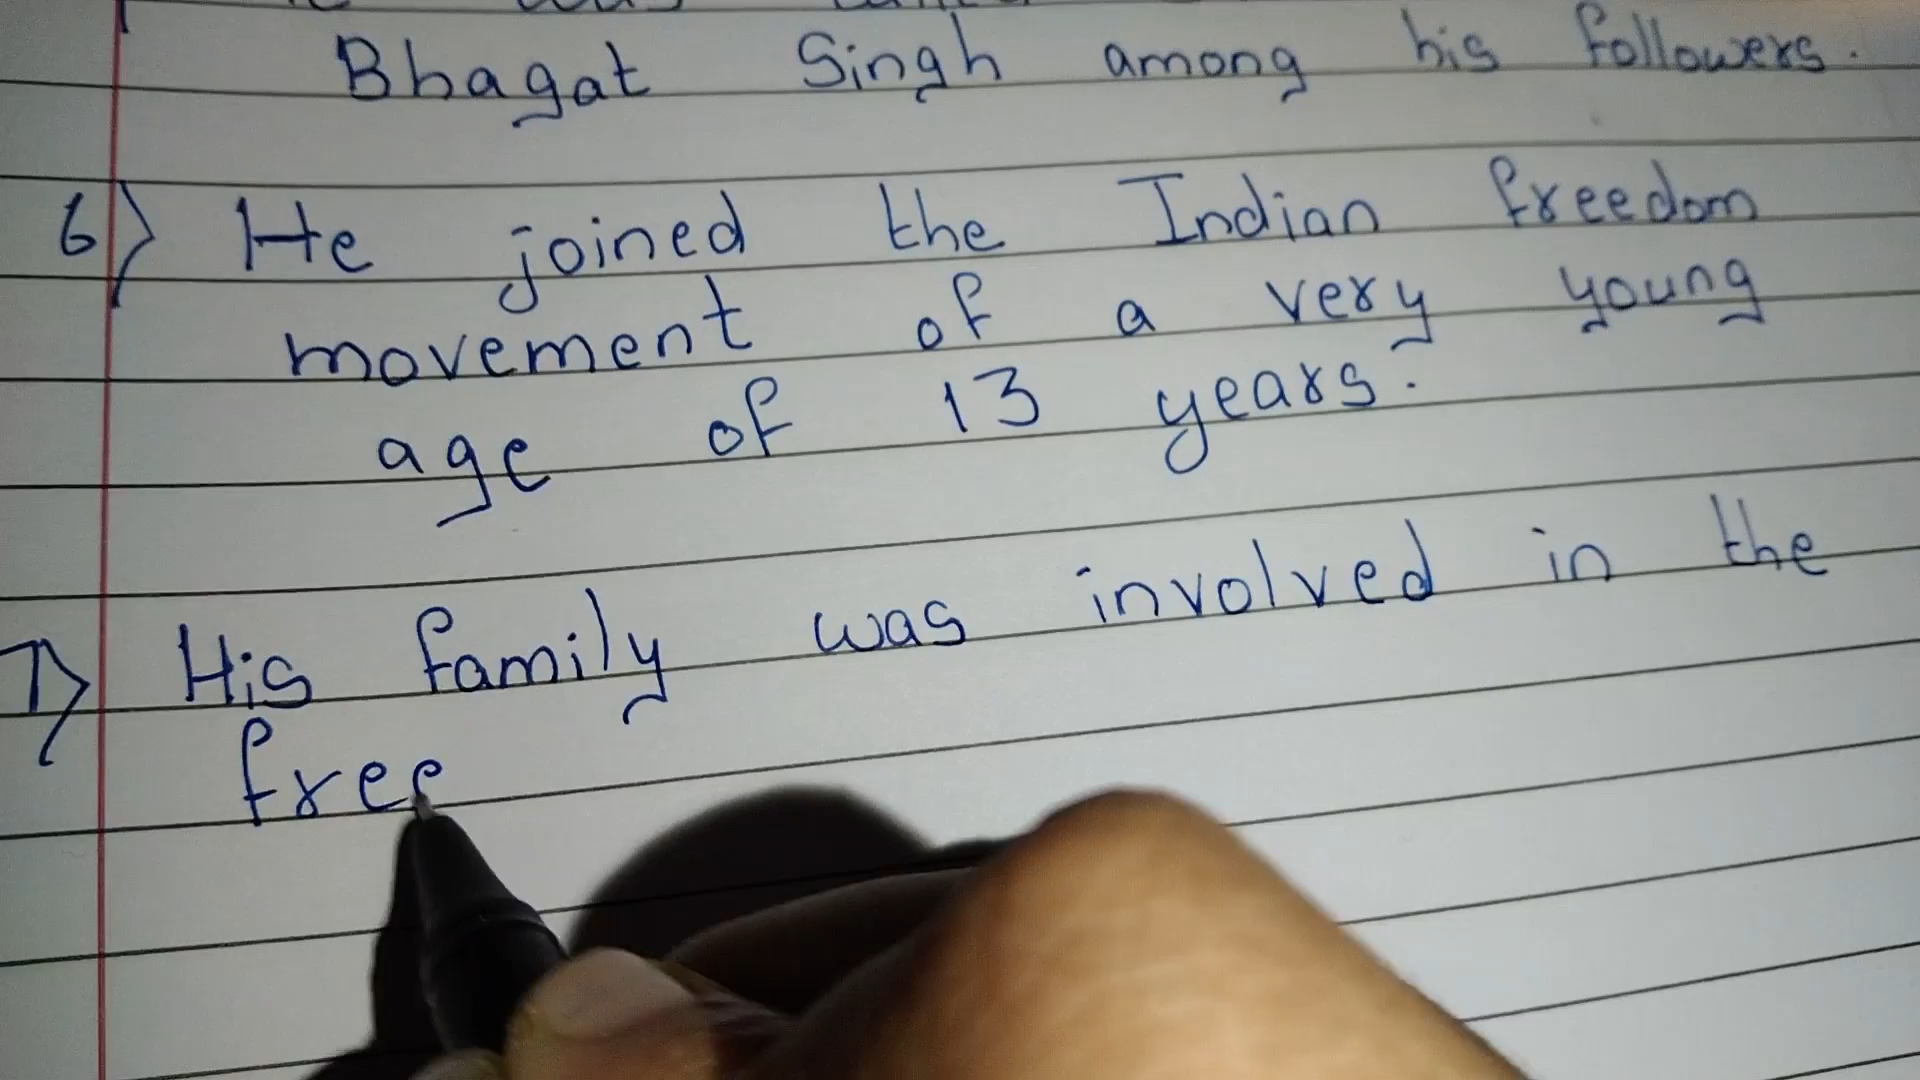 Bhagat Singh among his followers.
6) He joined the Indian freedom
movement of a very young
age of 13 years.
7) His family was involved in the
free